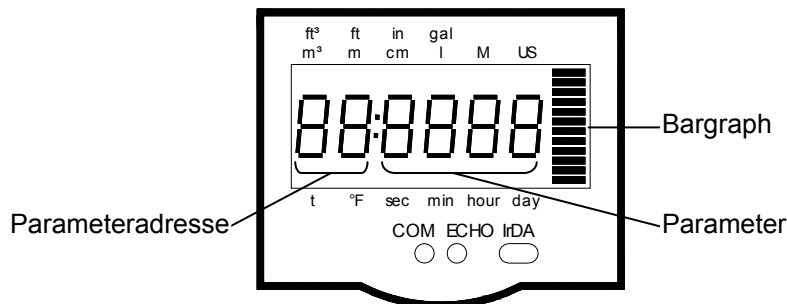 ft³ ft in gal
m³ m cm l M US
88:8888
Bargraph
t °F sec min hour day
Parameteradresse
Parameter
COM ECHO IrDA